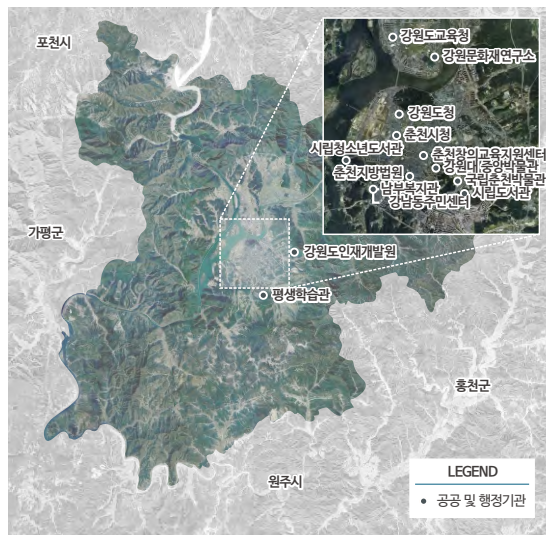 포천시
강원도교육청
강원문화재연구소
강원도청
춘천시청
시립청소년도서관
춘천창의교육지원센터
강원대 중앙박물관
춘천지방법원
국립춘천박물관
남부복지관
시립도서관
강남동주민센터
가평군
강원도인재개발원
평생학습관
홍천군
원주시
LEGEND
공공 및 행정기관